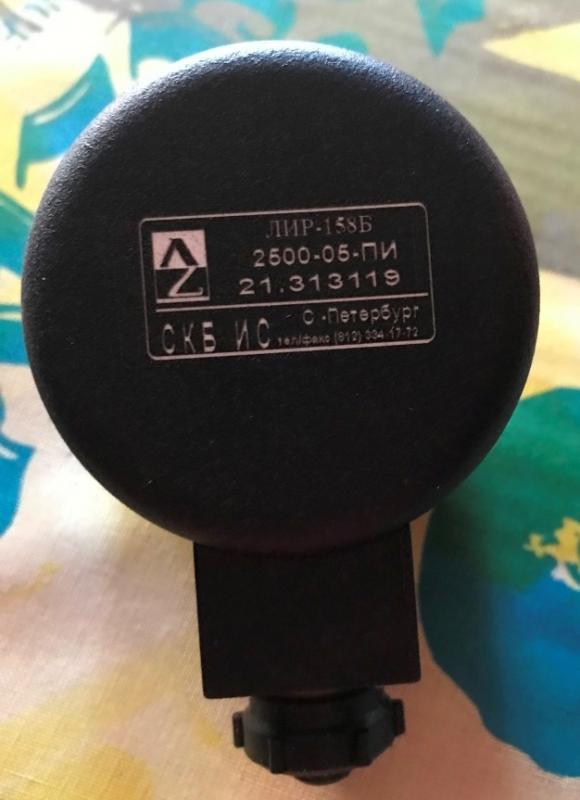 ЛИР-158Б
2500-05-ПИ
21.313119
СКБ ИС
С.-Петербург
тел/факс (812) 334-17-72